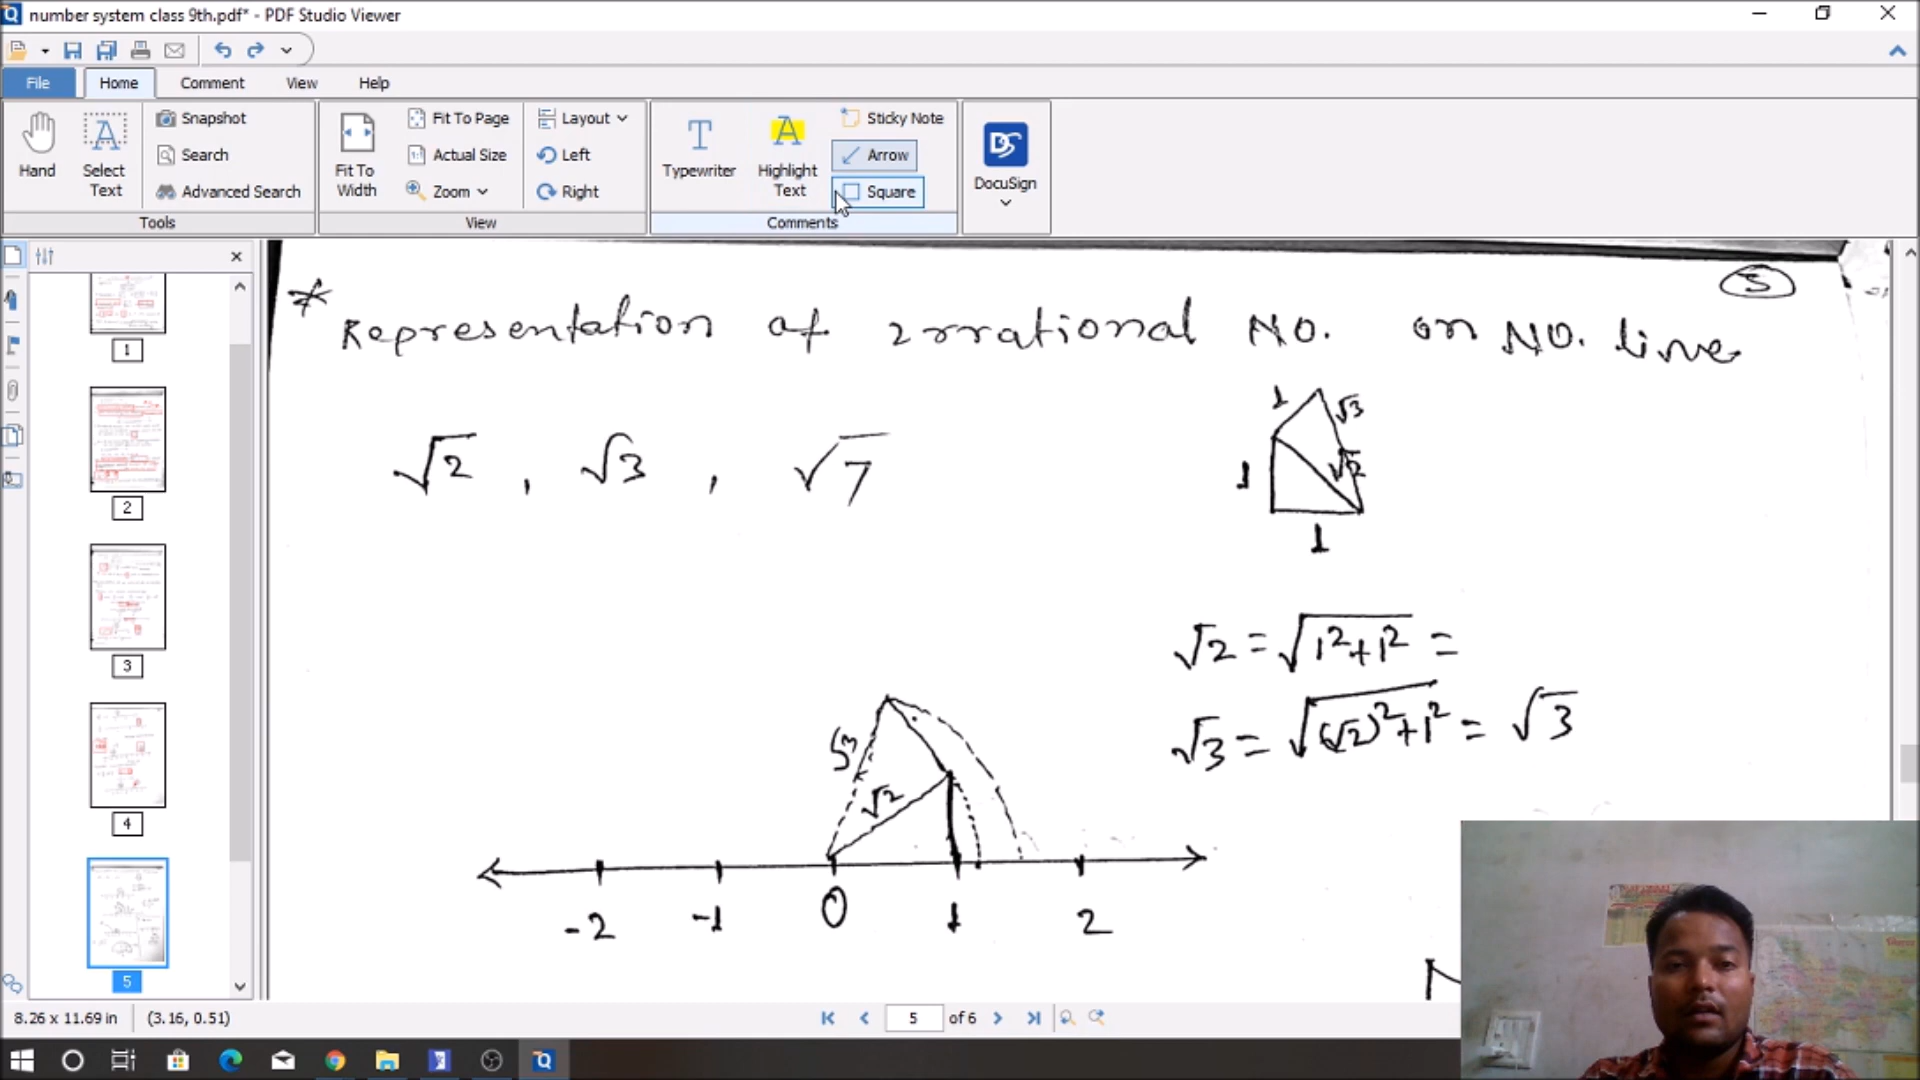 number system class 9th.pdf* - PDF Studio Viewer
File Home Comment View Help
Hand
Select Text
Snapshot
Search
Advanced Search
Tools
Fit To Width
Fit To Page
Actual Size
Zoom
Layout
Left
Right
View
Typewriter
Highlight Text
Sticky Note
Arrow
Square
Comments
DocuSign
1
2
3
4
5
5
* Representation of Irrational NO. on NO. line
√2 , √3 , √7
1 √3
1 √2
1
√2 = √1²+1² =
√3 = √(√2)²+1² = √3
√3
√2
-2 -1 0 1 2
8.26 x 11.69 in (3.16, 0.51)
5 of 6